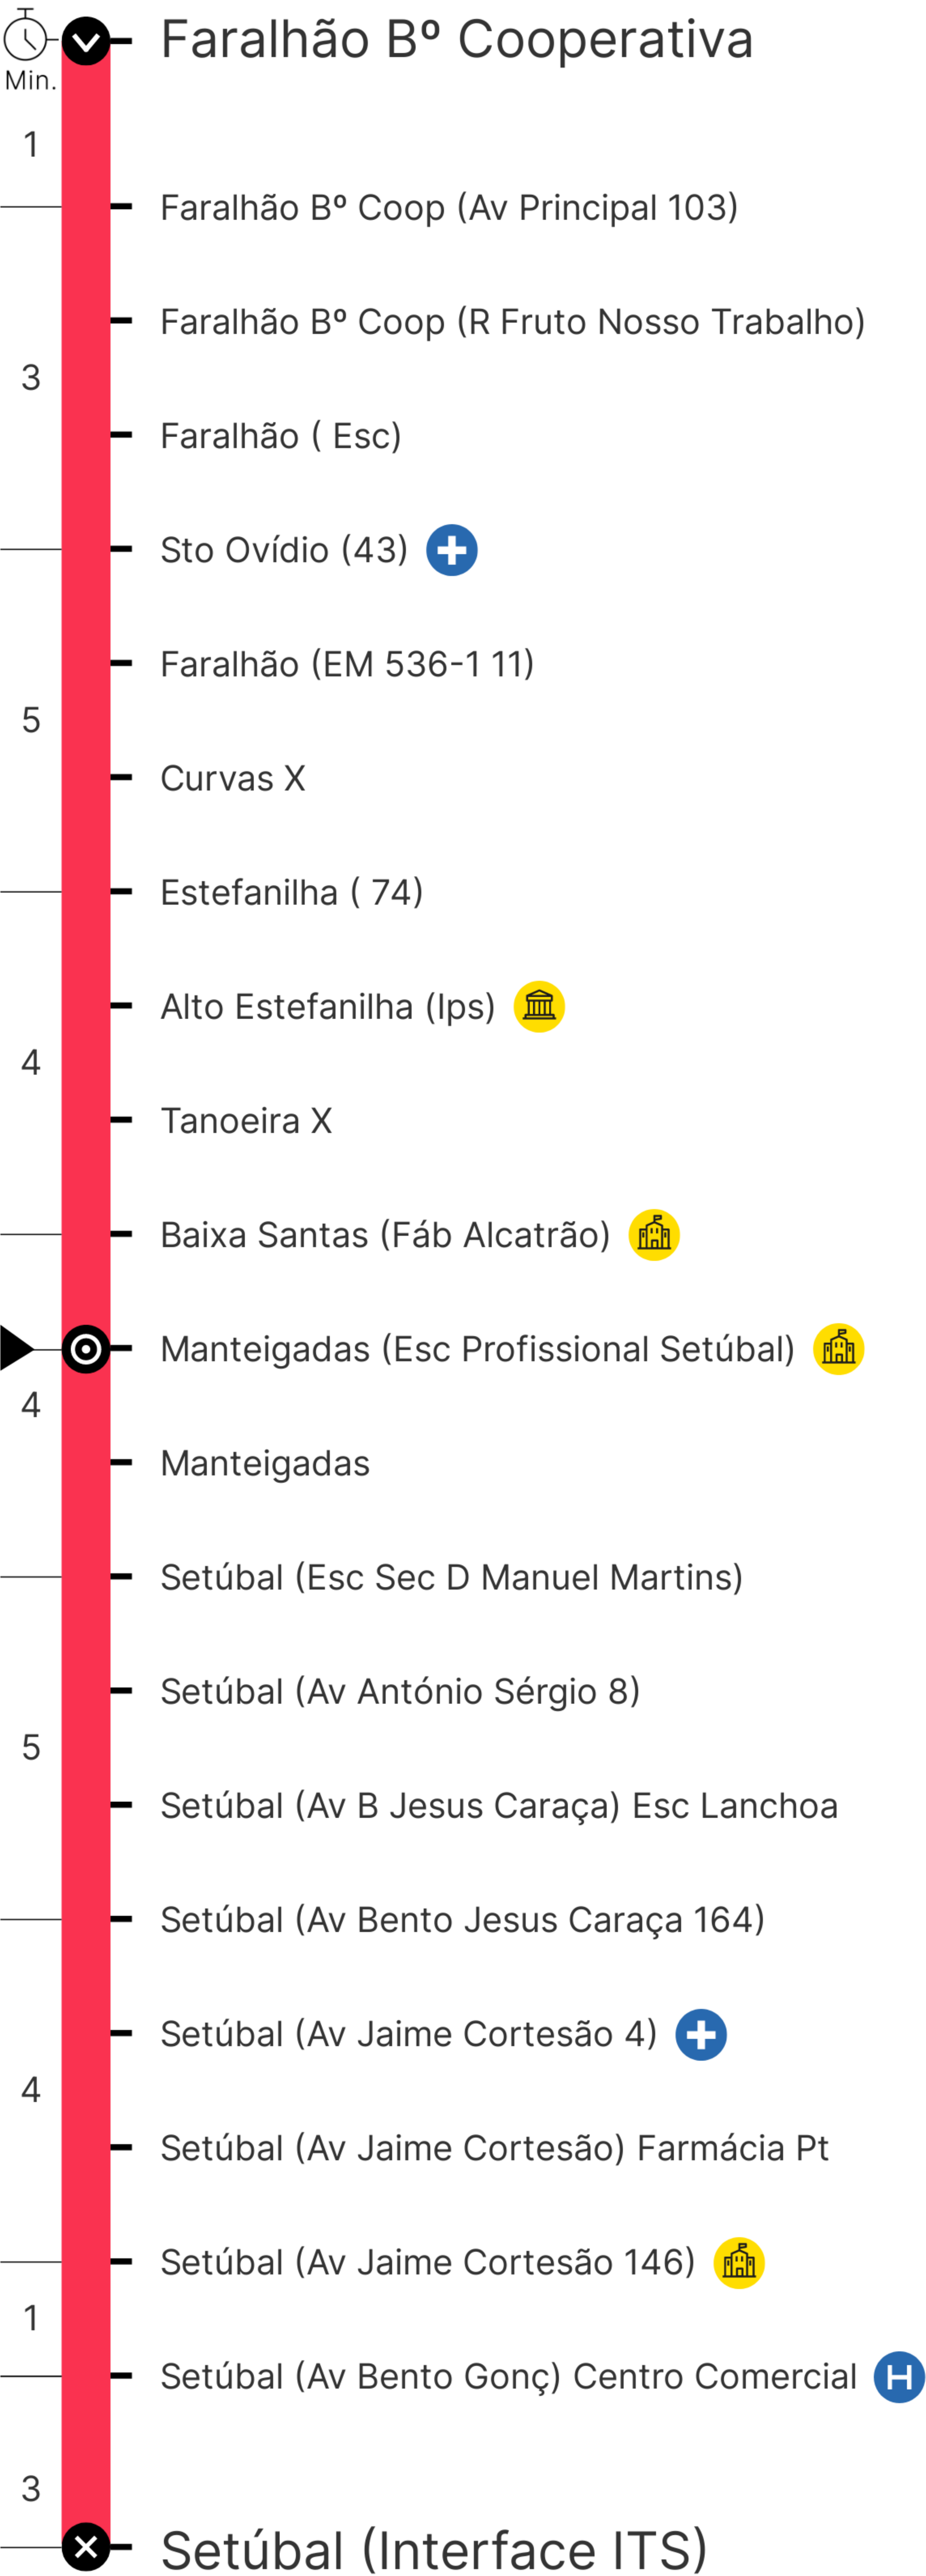 Faralhão Bº Cooperativa
Min.
1
Faralhão Bº Coop (Av Principal 103)
Faralhão Bº Coop (R Fruto Nosso Trabalho)
3
Faralhão ( Esc)
Sto Ovídio (43)
Faralhão (EM 536-1 11)
5
Curvas X
Estefanilha ( 74)
Alto Estefanilha (Ips)
4
Tanoeira X
Baixa Santas (Fáb Alcatrão)
Manteigadas (Esc Profissional Setúbal)
4
Manteigadas
Setúbal (Esc Sec D Manuel Martins)
Setúbal (Av António Sérgio 8)
5
Setúbal (Av B Jesus Caraça) Esc Lanchoa
Setúbal (Av Bento Jesus Caraça 164)
Setúbal (Av Jaime Cortesão 4)
4
Setúbal (Av Jaime Cortesão) Farmácia Pt
Setúbal (Av Jaime Cortesão 146)
1
Setúbal (Av Bento Gonç) Centro Comercial H
3
Setúbal (Interface ITS)